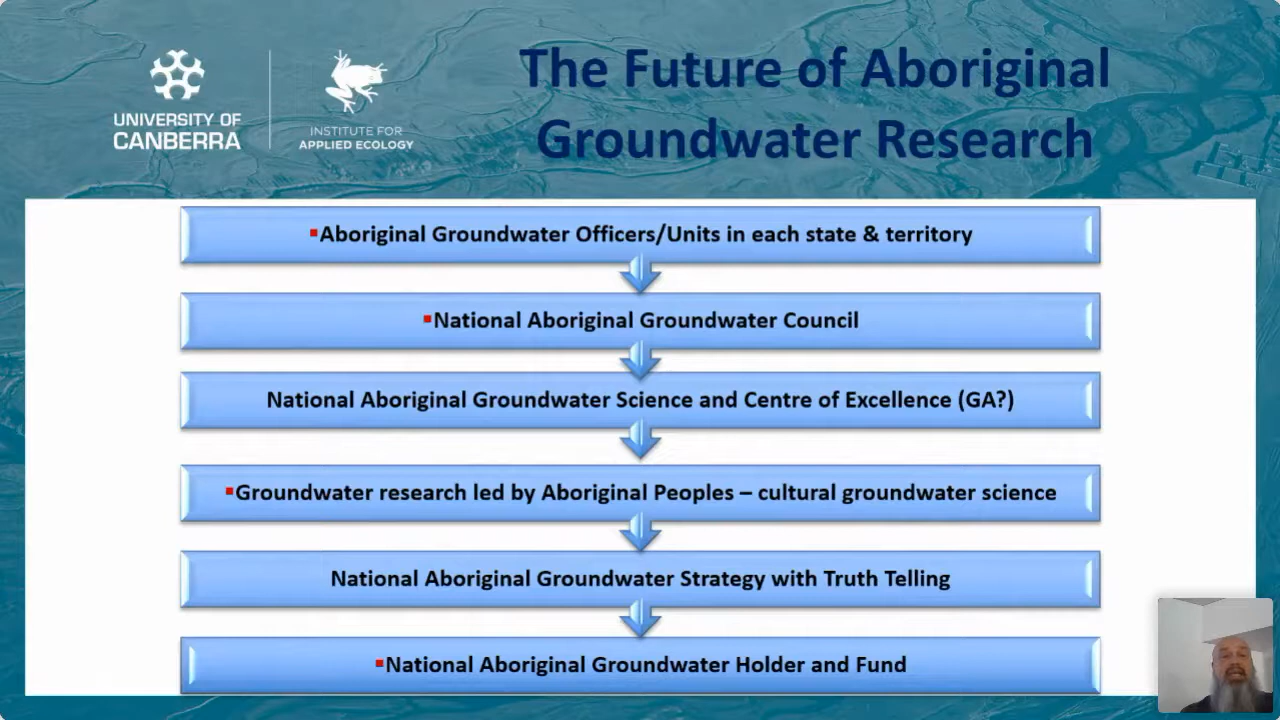 UNIVERSITY OF
CANBERRA
INSTITUTE FOR
APPLIED ECOLOGY
The Future of Aboriginal
Groundwater Research
▪Aboriginal Groundwater Officers/Units in each state & territory
▪National Aboriginal Groundwater Council
National Aboriginal Groundwater Science and Centre of Excellence (GA?)
▪Groundwater research led by Aboriginal Peoples – cultural groundwater science
National Aboriginal Groundwater Strategy with Truth Telling
▪National Aboriginal Groundwater Holder and Fund